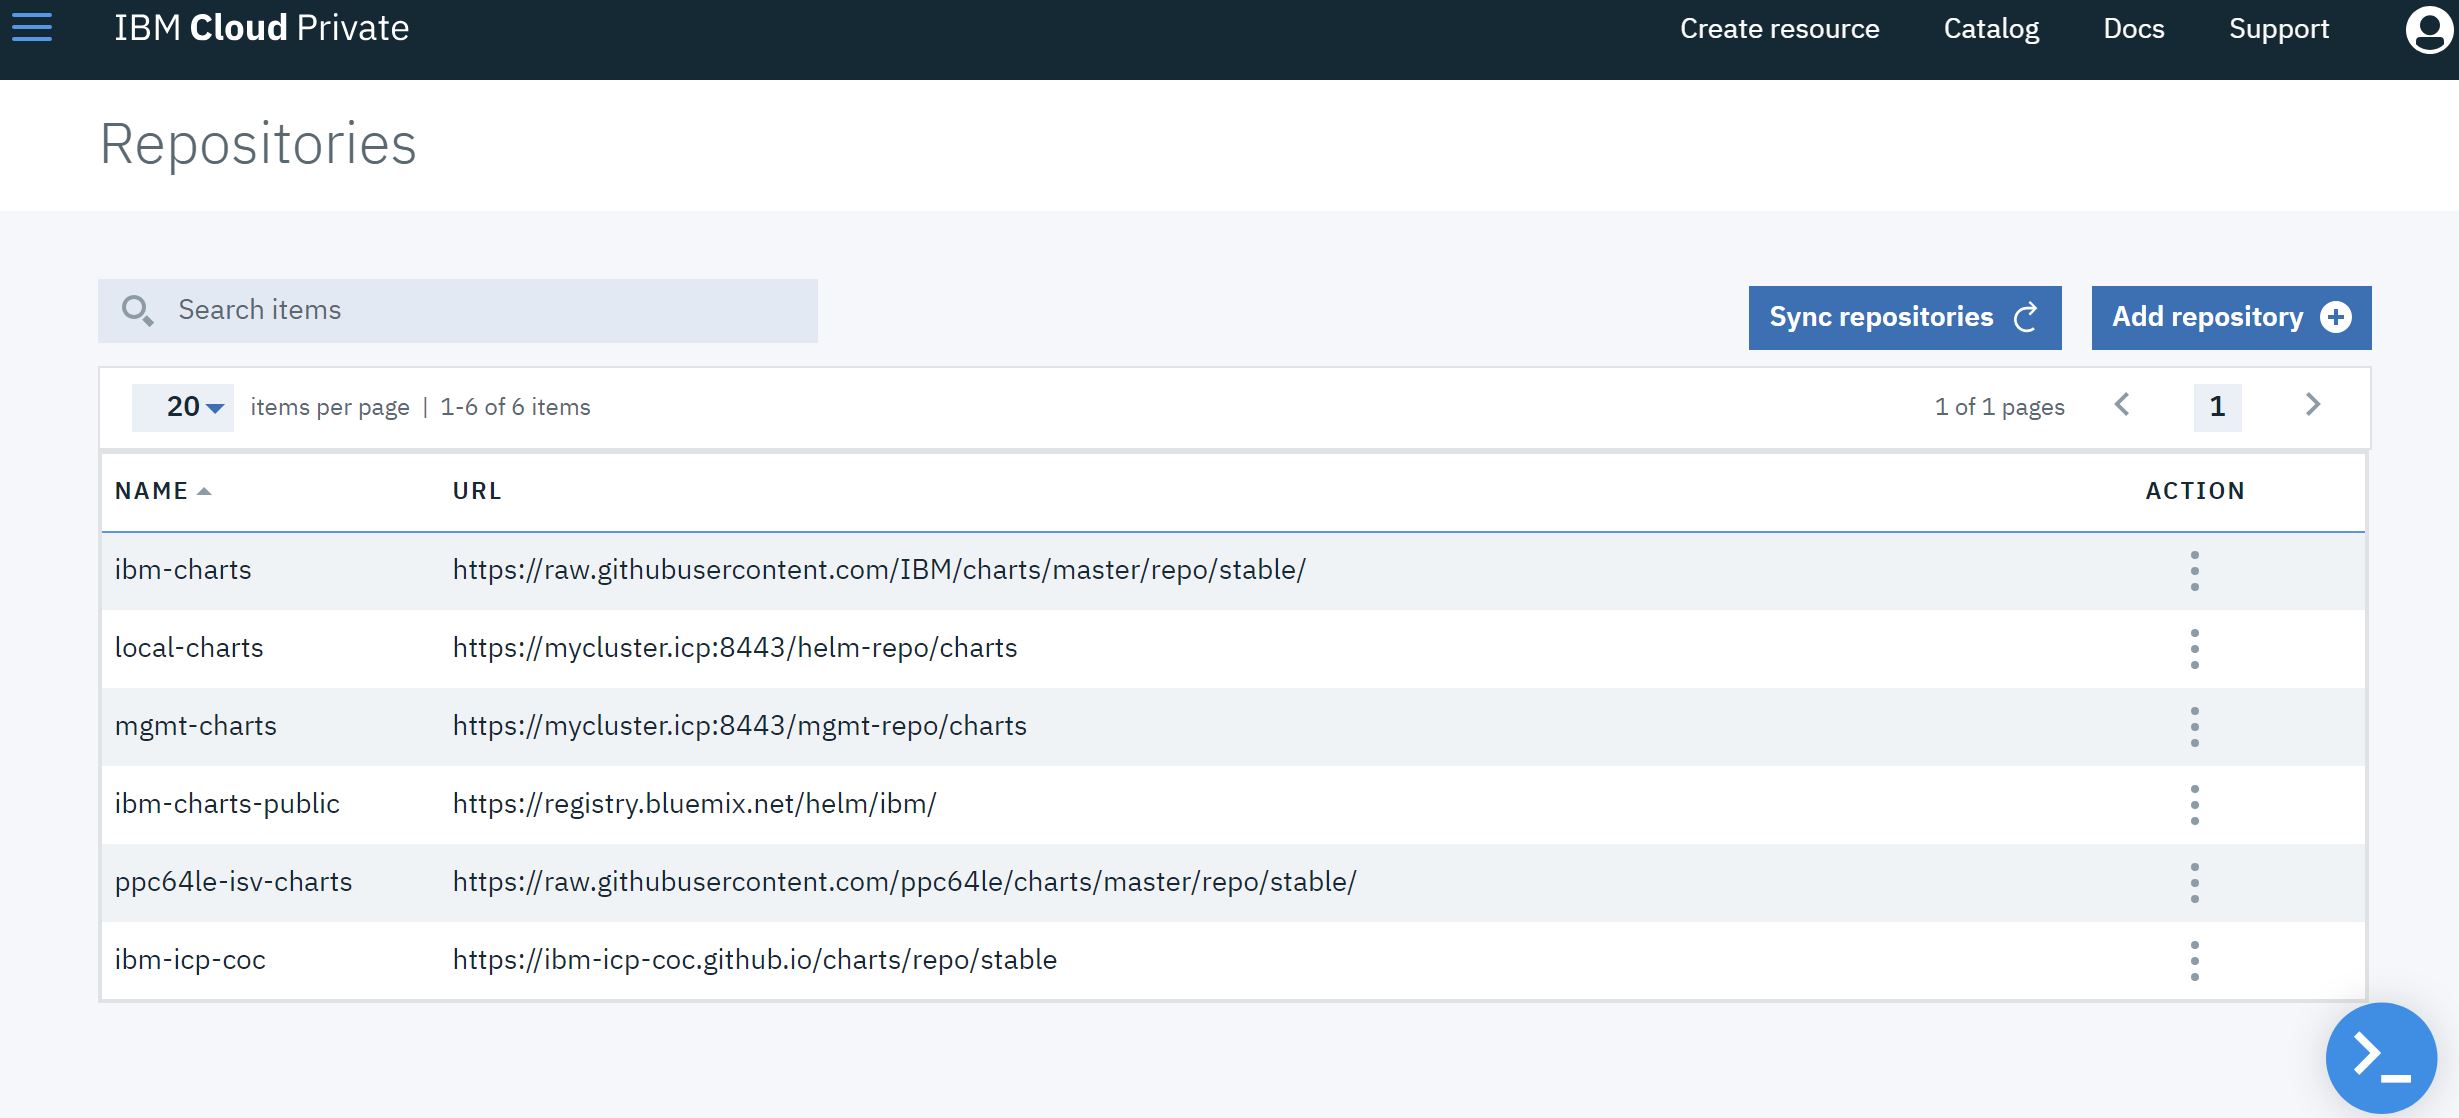 IBM Cloud Private
Create resource Catalog Docs Support
Repositories
Search items
Sync repositories Add repository
20 items per page | 1-6 of 6 items
1 of 1 pages 1
NAME URL ACTION
ibm-charts https://raw.githubusercontent.com/IBM/charts/master/repo/stable/
local-charts https://mycluster.icp:8443/helm-repo/charts
mgmt-charts https://mycluster.icp:8443/mgmt-repo/charts
ibm-charts-public https://registry.bluemix.net/helm/ibm/
ppc64le-isv-charts https://raw.githubusercontent.com/ppc64le/charts/master/repo/stable/
ibm-icp-coc https://ibm-icp-coc.github.io/charts/repo/stable